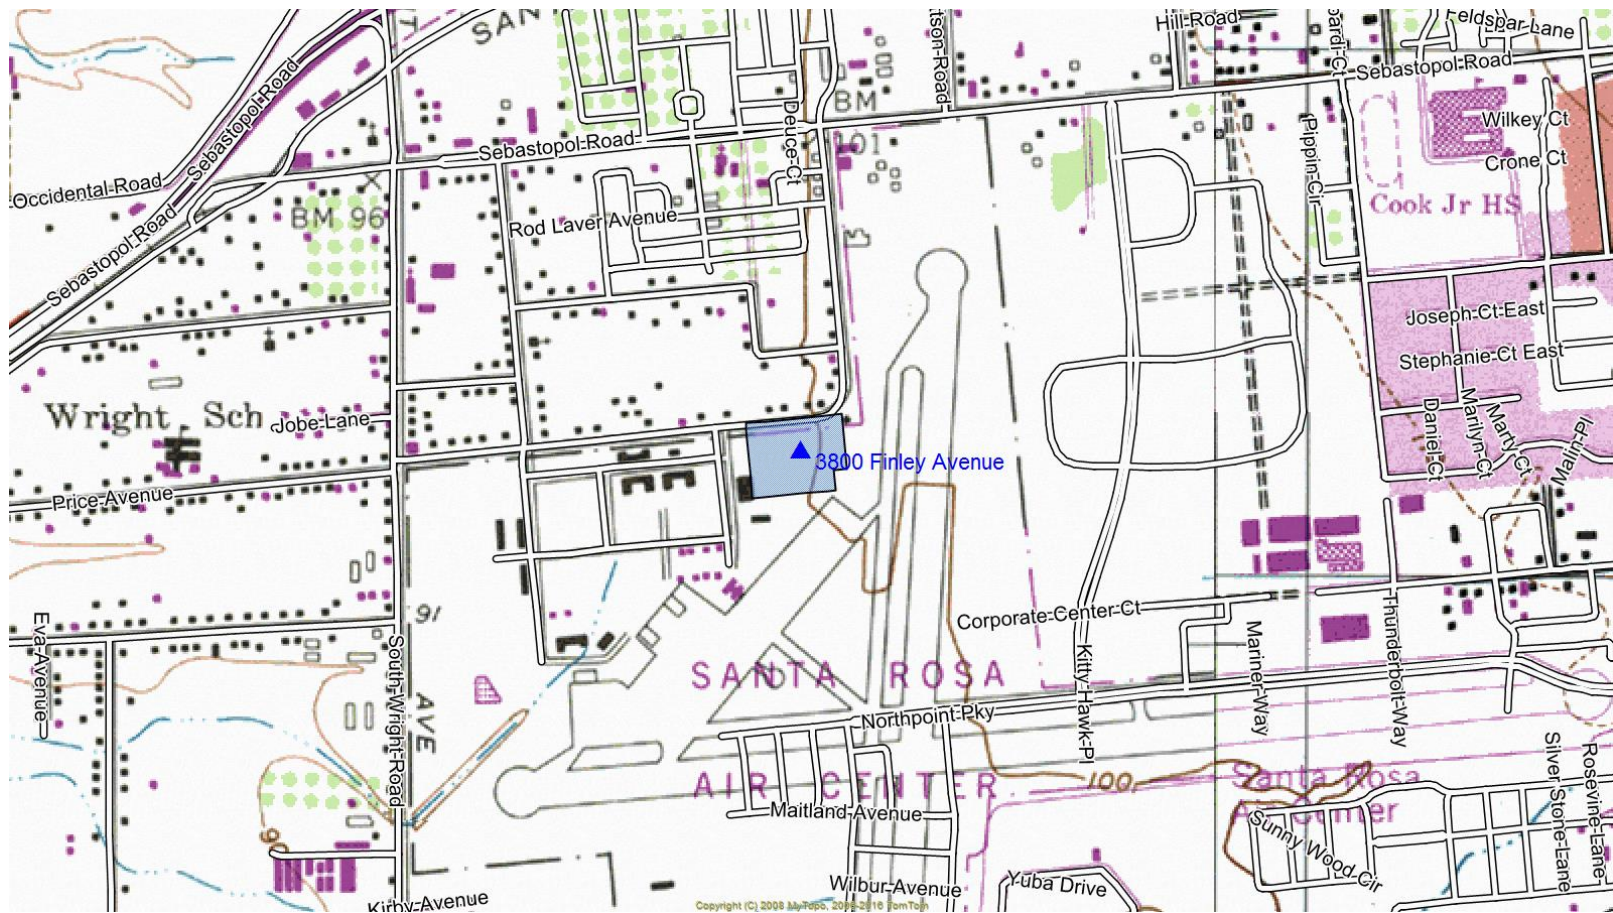 SAN
Hill Road
Feldspar Lane
Sebastopol Road
Sebastopol Road
BM
101
Deuce Ct
Sebastopol Road
Wilkey Ct
Crone Ct
Pippin Cir
Occidental Road
Cook Jr HS
BM 96
Rod Laver Avenue
Sebastopol Road
Joseph Ct East
Stephanie Ct East
Wright Sch
Jobe Lane
Daniel Ct
Marilyn Ct
Marty Ct
Malin Pl
3800 Finley Avenue
Price Avenue
Eva Avenue
South Wright Road
91
AVE
Corporate Center Ct
Kitty Hawk Pl
Mariner Way
Thunderbolt Way
SANTA ROSA
Northpoint Pky
AIR CENTER
100
Santa Rosa
Maitland Avenue
Sunny Wood Cir
Silver Stone Lane
Rosevine Lane
Wilbur Avenue
Yuba Drive
Kirby Avenue